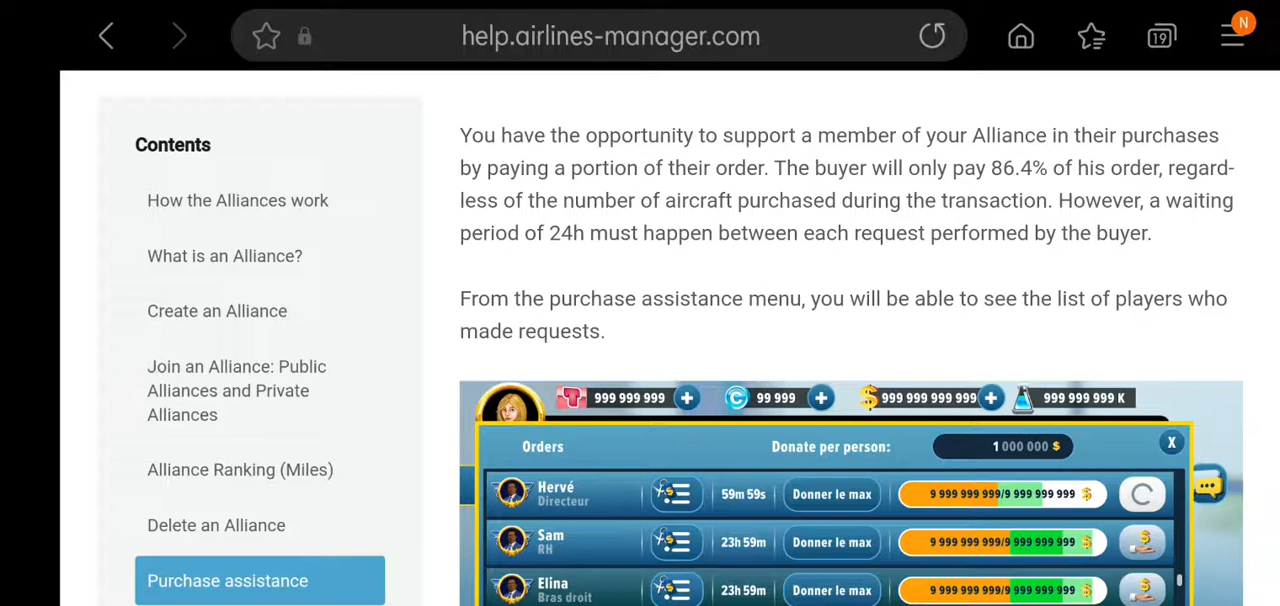 help.airlines-manager.com
19
N
Contents
How the Alliances work
What is an Alliance?
Create an Alliance
Join an Alliance: Public
Alliances and Private
Alliances
Alliance Ranking (Miles)
Delete an Alliance
Purchase assistance
You have the opportunity to support a member of your Alliance in their purchases
by paying a portion of their order. The buyer will only pay 86.4% of his order, regard-
less of the number of aircraft purchased during the transaction. However, a waiting
period of 24h must happen between each request performed by the buyer.
From the purchase assistance menu, you will be able to see the list of players who
made requests.
T 999 999 999 + C 99 999 + $ 999 999 999 999 + 999 999 999 K
Orders Donate per person: 1 000 000 $ X
Hervé
Directeur
59m 59s Donner le max 9 999 999 999/9 999 999 999 $
Sam
RH
23h 59m Donner le max 9 999 999 999/9 999 999 999 $
Elina
Bras droit
23h 59m Donner le max 9 999 999 999/9 999 999 999 $